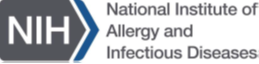 NIH
National Institute of
Allergy and
Infectious Diseases